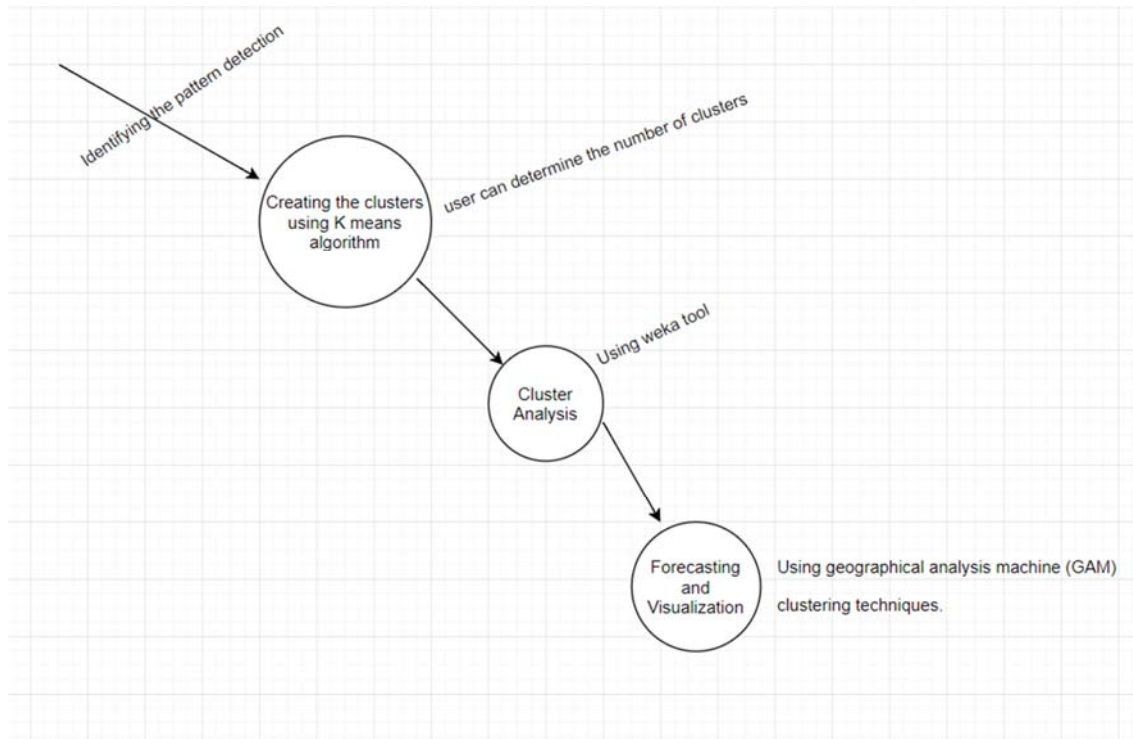 Identifying the pattern detection
user can determine the number of clusters
Creating the clusters
using K means
algorithm
Using weka tool
Cluster
Analysis
Forecasting
and
Visualization
Using geographical analysis machine (GAM)
clustering techniques.